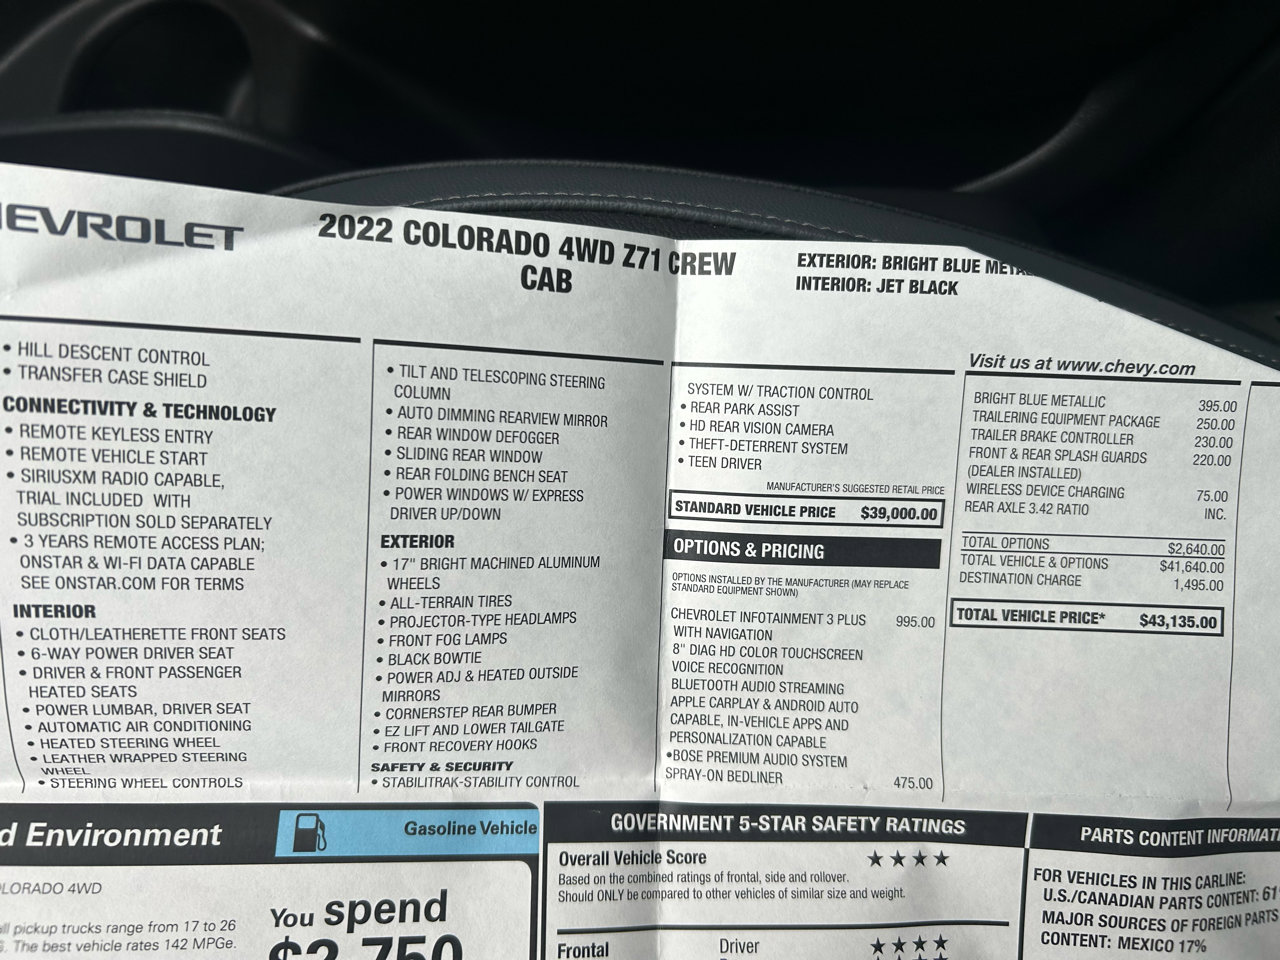 HEVROLET
2022 COLORADO 4WD Z71 CREW
CAB
EXTERIOR: BRIGHT BLUE
INTERIOR: JET BLACK
• HILL DESCENT CONTROL
• TRANSFER CASE SHIELD
CONNECTIVITY & TECHNOLOGY
• REMOTE KEYLESS ENTRY
• REMOTE VEHICLE START
• SIRIUSXM RADIO CAPABLE,
TRIAL INCLUDED WITH
SUBSCRIPTION SOLD SEPARATELY
• 3 YEARS REMOTE ACCESS PLAN;
ONSTAR & WI-FI DATA CAPABLE
SEE ONSTAR.COM FOR TERMS
INTERIOR
• CLOTH/LEATHERETTE FRONT SEATS
• 6-WAY POWER DRIVER SEAT
• DRIVER & FRONT PASSENGER
HEATED SEATS
• POWER LUMBAR, DRIVER SEAT
• AUTOMATIC AIR CONDITIONING
• HEATED STEERING WHEEL
• LEATHER WRAPPED STEERING
WHEEL
• STEERING WHEEL CONTROLS
• TILT AND TELESCOPING STEERING
COLUMN
• AUTO DIMMING REARVIEW MIRROR
• REAR WINDOW DEFOGGER
• SLIDING REAR WINDOW
• REAR FOLDING BENCH SEAT
• POWER WINDOWS W/ EXPRESS
DRIVER UP/DOWN
EXTERIOR
• 17" BRIGHT MACHINED ALUMINUM
WHEELS
• ALL-TERRAIN TIRES
• PROJECTOR-TYPE HEADLAMPS
• FRONT FOG LAMPS
• BLACK BOWTIE
• POWER ADJ & HEATED OUTSIDE
MIRRORS
• CORNERSTEP REAR BUMPER
• EZ LIFT AND LOWER TAILGATE
• FRONT RECOVERY HOOKS
SAFETY & SECURITY
• STABILITRAK-STABILITY CONTROL
SYSTEM W/ TRACTION CONTROL
• REAR PARK ASSIST
• HD REAR VISION CAMERA
• THEFT-DETERRENT SYSTEM
• TEEN DRIVER
MANUFACTURER'S SUGGESTED RETAIL PRICE
STANDARD VEHICLE PRICE $39,000.00
OPTIONS & PRICING
OPTIONS INSTALLED BY THE MANUFACTURER (MAY REPLACE
STANDARD EQUIPMENT SHOWN)
CHEVROLET INFOTAINMENT 3 PLUS 995.00
WITH NAVIGATION
8" DIAG HD COLOR TOUCHSCREEN
VOICE RECOGNITION
BLUETOOTH AUDIO STREAMING
APPLE CARPLAY & ANDROID AUTO
CAPABLE, IN-VEHICLE APPS AND
PERSONALIZATION CAPABLE
•BOSE PREMIUM AUDIO SYSTEM
SPRAY-ON BEDLINER 475.00
Visit us at www.chevy.com
BRIGHT BLUE METALLIC 395.00
TRAILERING EQUIPMENT PACKAGE 250.00
TRAILER BRAKE CONTROLLER 230.00
FRONT & REAR SPLASH GUARDS 220.00
(DEALER INSTALLED)
WIRELESS DEVICE CHARGING 75.00
REAR AXLE 3.42 RATIO INC.
TOTAL OPTIONS $2,640.00
TOTAL VEHICLE & OPTIONS $41,640.00
DESTINATION CHARGE 1,495.00
TOTAL VEHICLE PRICE* $43,135.00
d Environment
Gasoline Vehicle
LORADO 4WD
all pickup trucks range from 17 to 26
The best vehicle rates 142 MPGe.
You spend
$2,750
GOVERNMENT 5-STAR SAFETY RATINGS
Overall Vehicle Score ★★★★
Based on the combined ratings of frontal, side and rollover.
Should ONLY be compared to other vehicles of similar size and weight.
Frontal Driver ★★★★
PARTS CONTENT INFORMATI
FOR VEHICLES IN THIS CARLINE:
U.S./CANADIAN PARTS CONTENT: 61
MAJOR SOURCES OF FOREIGN PARTS
CONTENT: MEXICO 17%